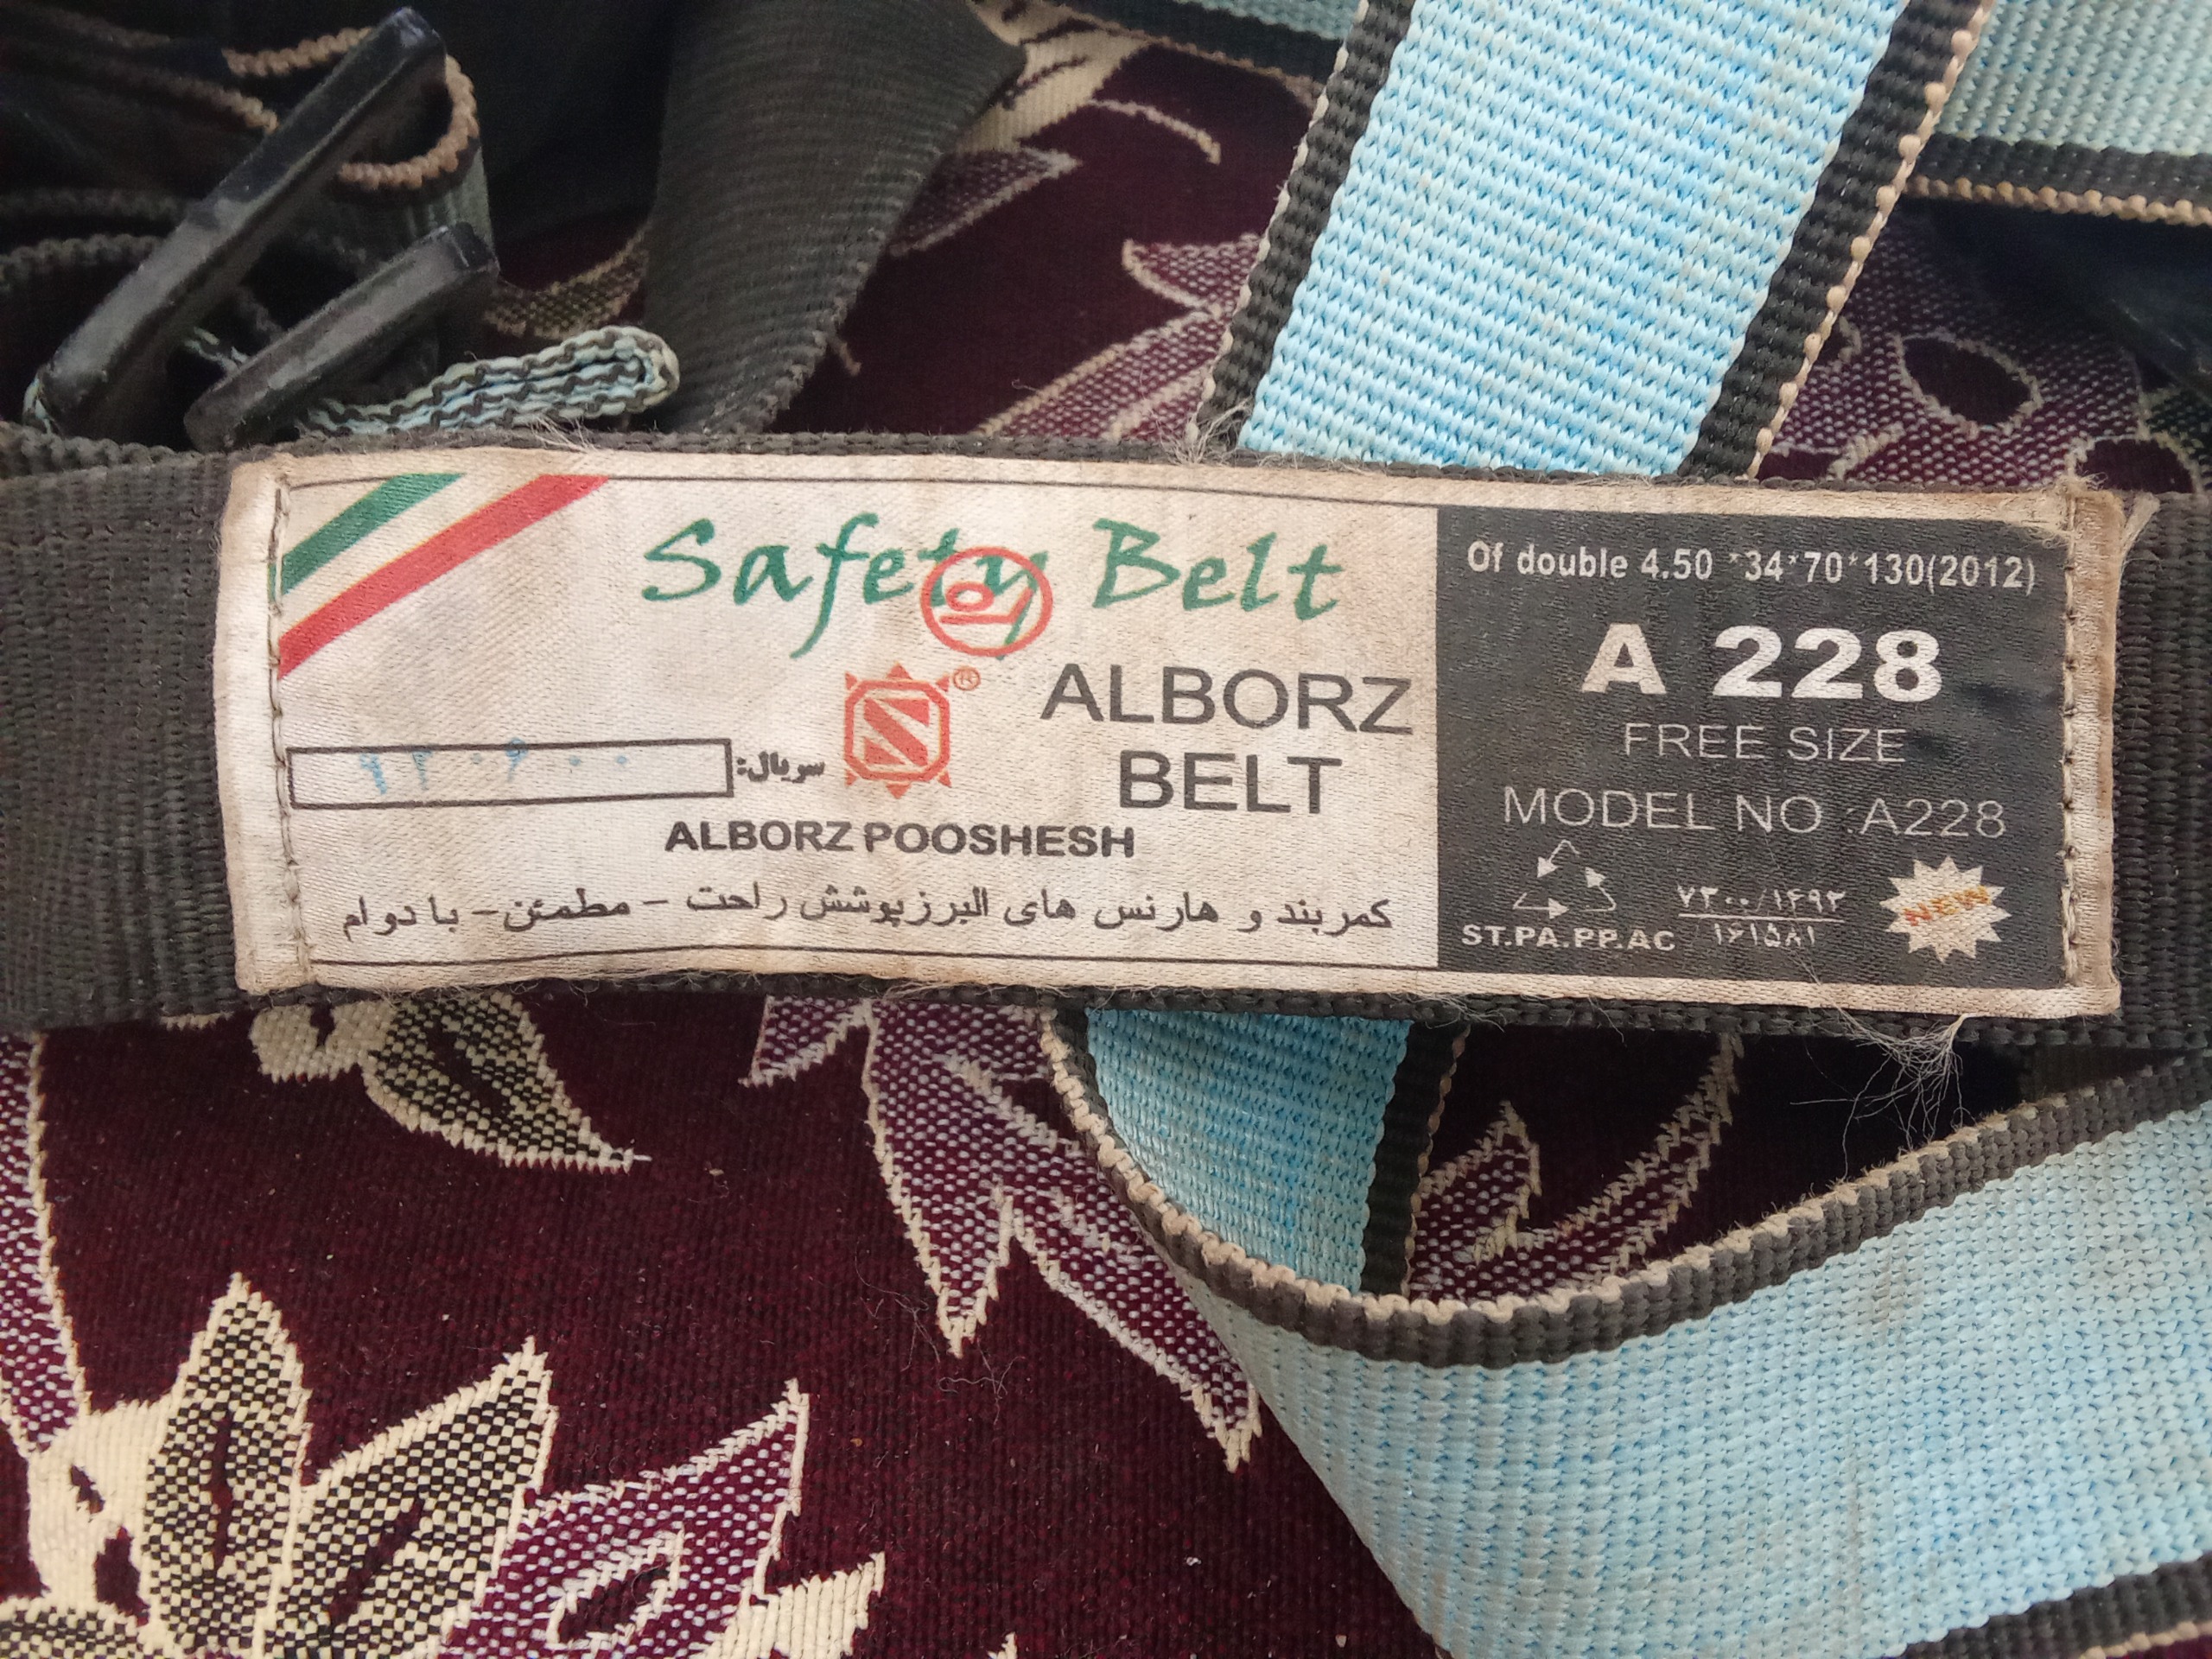 Safety Belt
®
ALBORZ
BELT
سریال:
ALBORZ POOSHESH
کمربند و هارنس های البرزپوشش راحت – مطمئن – با دوام
Of double 4.50 *34*70*130(2012)
A 228
FREE SIZE
MODEL NO :A228
ST.PA.PP.AC
۷۳۰۰/۱۴۹۳
۱۶۱۵۸۱
NEW